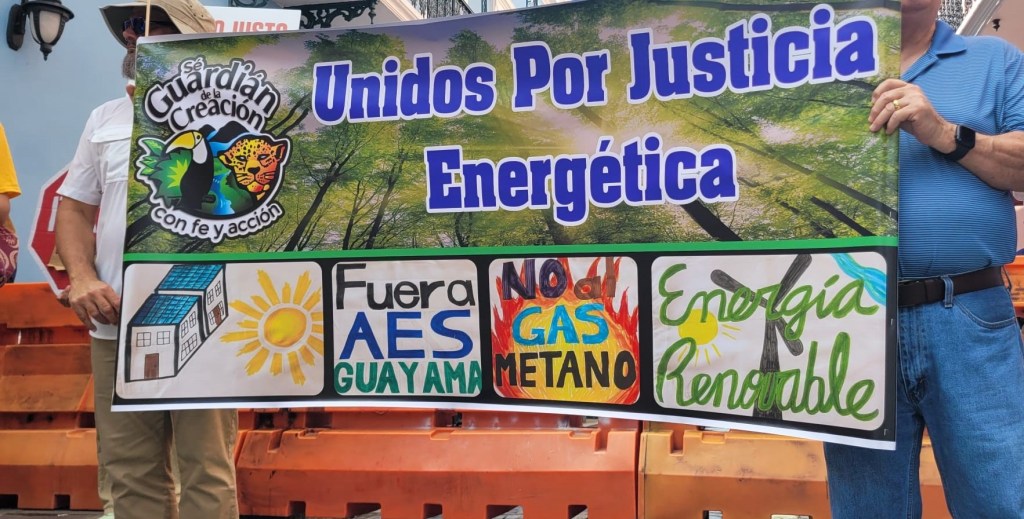 O JUSTO
Sé
Guardián
de la
Creación
con fe y acción
Unidos Por Justicia
Energética
Fuera
AES
GUAYAMA
NO al
GAS
METANO
Energía
Renovable